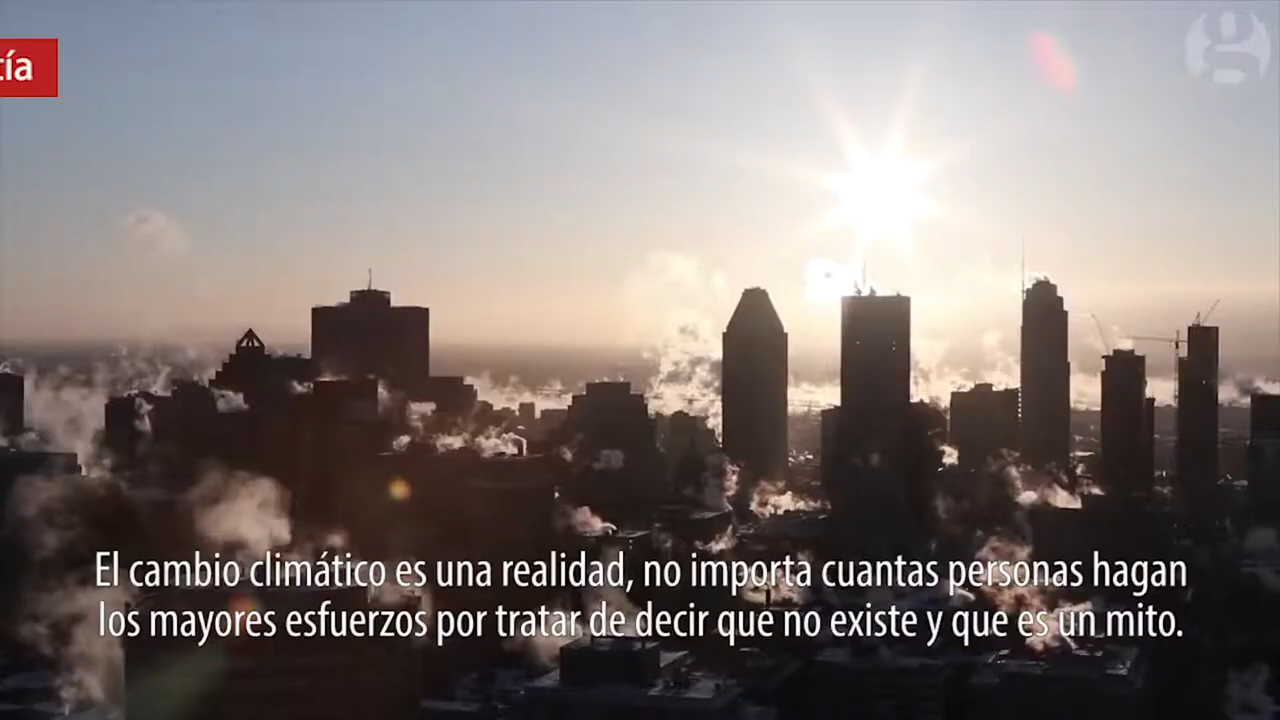 tía
El cambio climático es una realidad, no importa cuantas personas hagan
los mayores esfuerzos por tratar de decir que no existe y que es un mito.